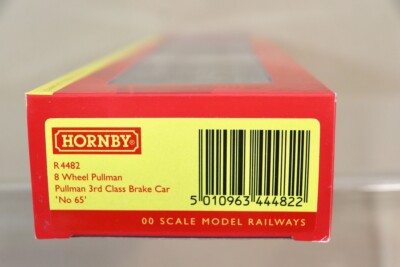 HORNBY®
R4482
8 Wheel Pullman
Pullman 3rd Class Brake Car
'No 65'
5 010963 444822
00 SCALE MODEL RAILWAYS